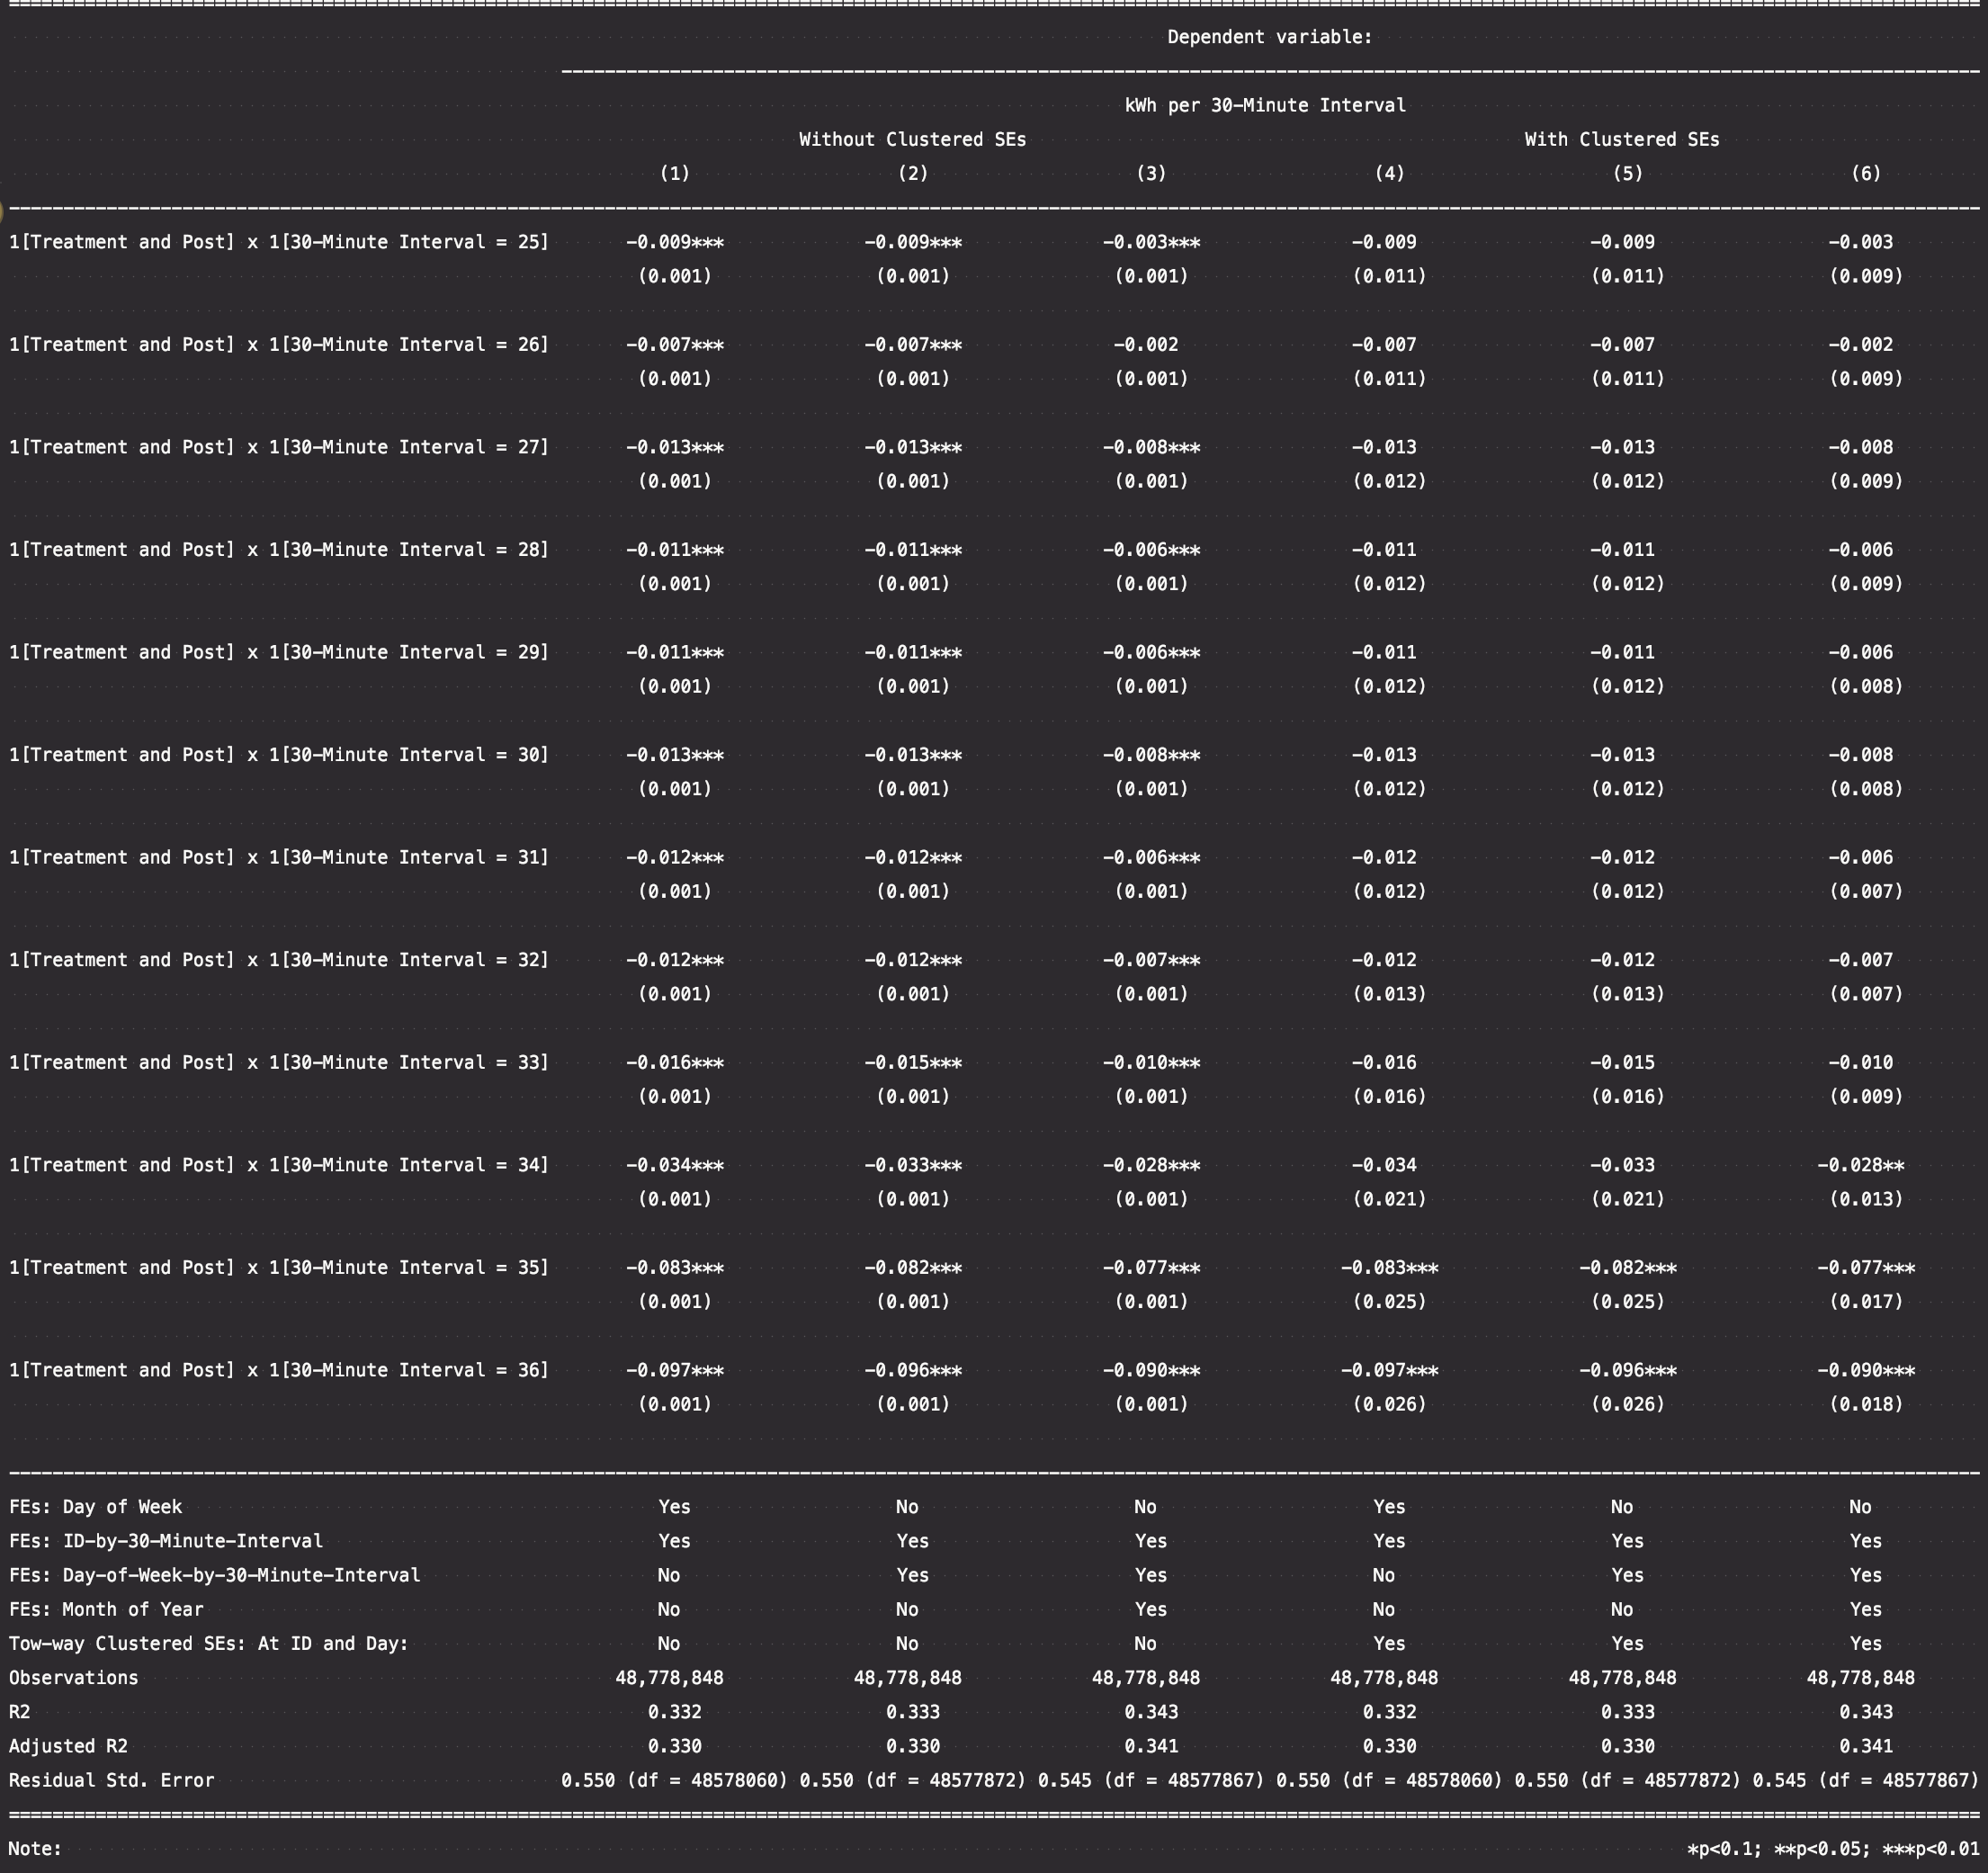 Dependent variable:
kWh per 30-Minute Interval
Without Clustered SEs With Clustered SEs
(1) (2) (3) (4) (5) (6)
1[Treatment and Post] x 1[30-Minute Interval = 25] -0.009*** -0.009*** -0.003*** -0.009 -0.009 -0.003
(0.001) (0.001) (0.001) (0.011) (0.011) (0.009)
1[Treatment and Post] x 1[30-Minute Interval = 26] -0.007*** -0.007*** -0.002 -0.007 -0.007 -0.002
(0.001) (0.001) (0.001) (0.011) (0.011) (0.009)
1[Treatment and Post] x 1[30-Minute Interval = 27] -0.013*** -0.013*** -0.008*** -0.013 -0.013 -0.008
(0.001) (0.001) (0.001) (0.012) (0.012) (0.009)
1[Treatment and Post] x 1[30-Minute Interval = 28] -0.011*** -0.011*** -0.006*** -0.011 -0.011 -0.006
(0.001) (0.001) (0.001) (0.012) (0.012) (0.009)
1[Treatment and Post] x 1[30-Minute Interval = 29] -0.011*** -0.011*** -0.006*** -0.011 -0.011 -0.006
(0.001) (0.001) (0.001) (0.012) (0.012) (0.008)
1[Treatment and Post] x 1[30-Minute Interval = 30] -0.013*** -0.013*** -0.008*** -0.013 -0.013 -0.008
(0.001) (0.001) (0.001) (0.012) (0.012) (0.008)
1[Treatment and Post] x 1[30-Minute Interval = 31] -0.012*** -0.012*** -0.006*** -0.012 -0.012 -0.006
(0.001) (0.001) (0.001) (0.012) (0.012) (0.007)
1[Treatment and Post] x 1[30-Minute Interval = 32] -0.012*** -0.012*** -0.007*** -0.012 -0.012 -0.007
(0.001) (0.001) (0.001) (0.013) (0.013) (0.007)
1[Treatment and Post] x 1[30-Minute Interval = 33] -0.016*** -0.015*** -0.010*** -0.016 -0.015 -0.010
(0.001) (0.001) (0.001) (0.016) (0.016) (0.009)
1[Treatment and Post] x 1[30-Minute Interval = 34] -0.034*** -0.033*** -0.028*** -0.034 -0.033 -0.028**
(0.001) (0.001) (0.001) (0.021) (0.021) (0.013)
1[Treatment and Post] x 1[30-Minute Interval = 35] -0.083*** -0.082*** -0.077*** -0.083*** -0.082*** -0.077***
(0.001) (0.001) (0.001) (0.025) (0.025) (0.017)
1[Treatment and Post] x 1[30-Minute Interval = 36] -0.097*** -0.096*** -0.090*** -0.097*** -0.096*** -0.090***
(0.001) (0.001) (0.001) (0.026) (0.026) (0.018)
FEs: Day of Week Yes No No Yes No No
FEs: ID-by-30-Minute-Interval Yes Yes Yes Yes Yes Yes
FEs: Day-of-Week-by-30-Minute-Interval No Yes Yes No Yes Yes
FEs: Month of Year No No Yes No No Yes
Tow-way Clustered SEs: At ID and Day: No No No Yes Yes Yes
Observations 48,778,848 48,778,848 48,778,848 48,778,848 48,778,848 48,778,848
R2 0.332 0.333 0.343 0.332 0.333 0.343
Adjusted R2 0.330 0.330 0.341 0.330 0.330 0.341
Residual Std. Error 0.550 (df = 48578060) 0.550 (df = 48577872) 0.545 (df = 48577867) 0.550 (df = 48578060) 0.550 (df = 48577872) 0.545 (df = 48577867)
Note: *p<0.1; **p<0.05; ***p<0.01